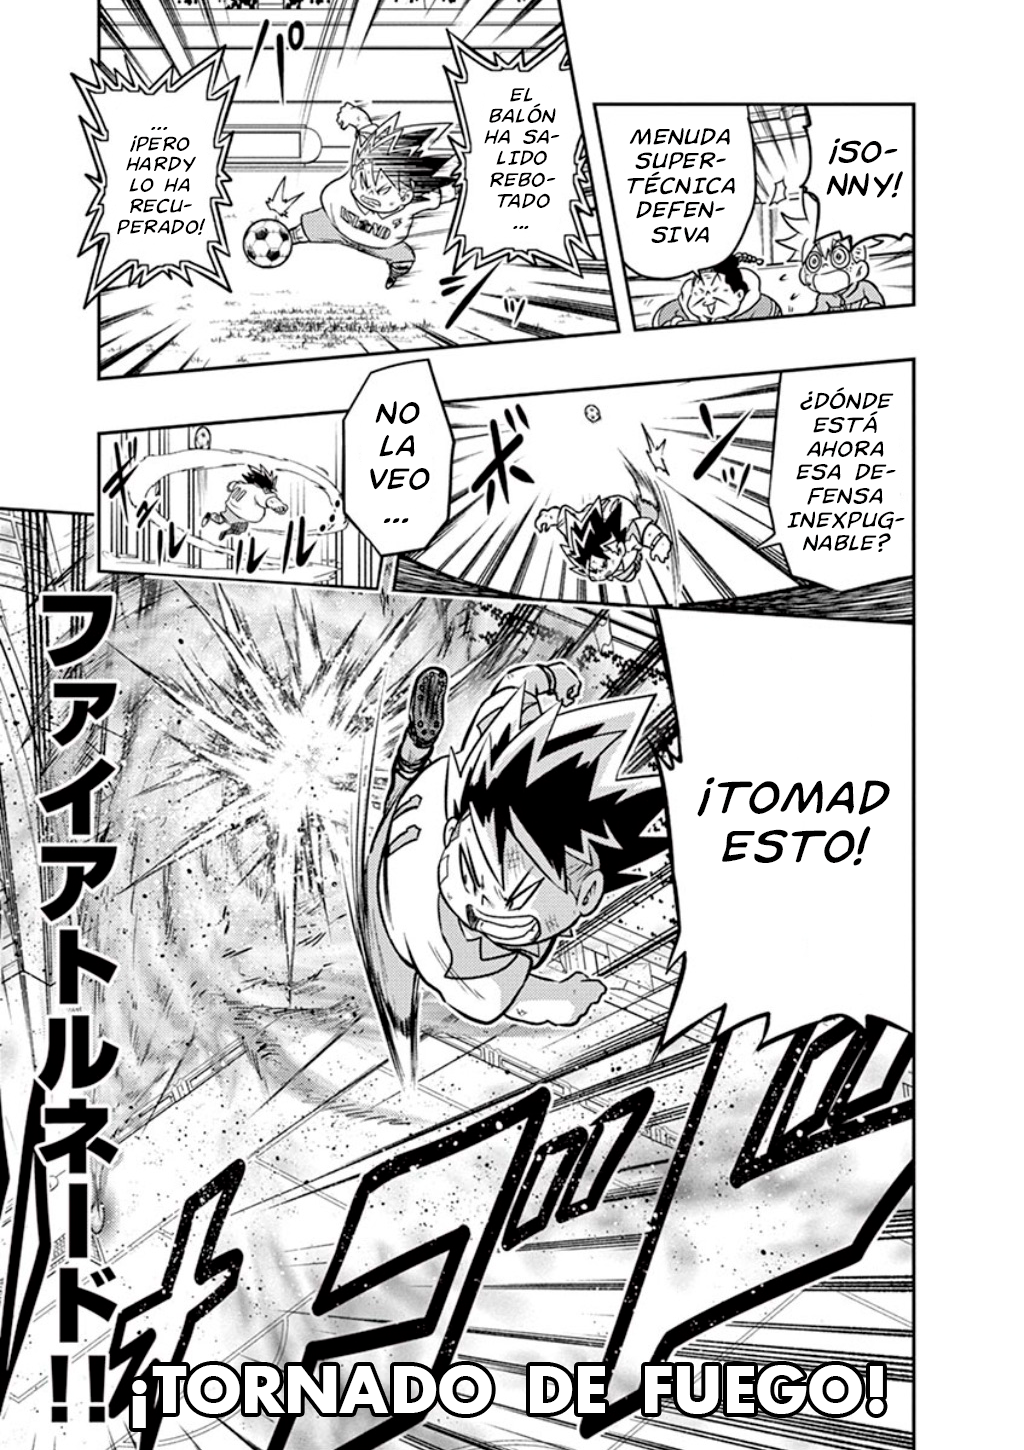 ¡SO-
NNY!
MENUDA
SUPER-
TÉCNICA
DEFEN-
SIVA
EL
BALÓN
HA SA-
LIDO
REBO-
TADO
...
...
¡PERO
HARDY
LO HA
RECU-
PERADO!
ISLAND
¿DÓNDE
ESTÁ
AHORA
ESA DE-
FENSA
INEXPUG-
NABLE?
NO
LA
VEO
...
¡TOMAD
ESTO!
ファイアトルネード!!
¡TORNADO DE FUEGO!